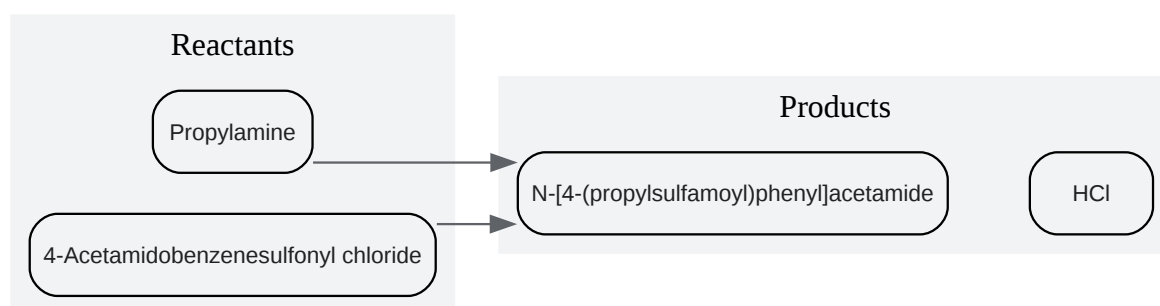 Reactants
Propylamine
4-Acetamidobenzenesulfonyl chloride
Products
N-[4-(propylsulfamoyl)phenyl]acetamide
HCl